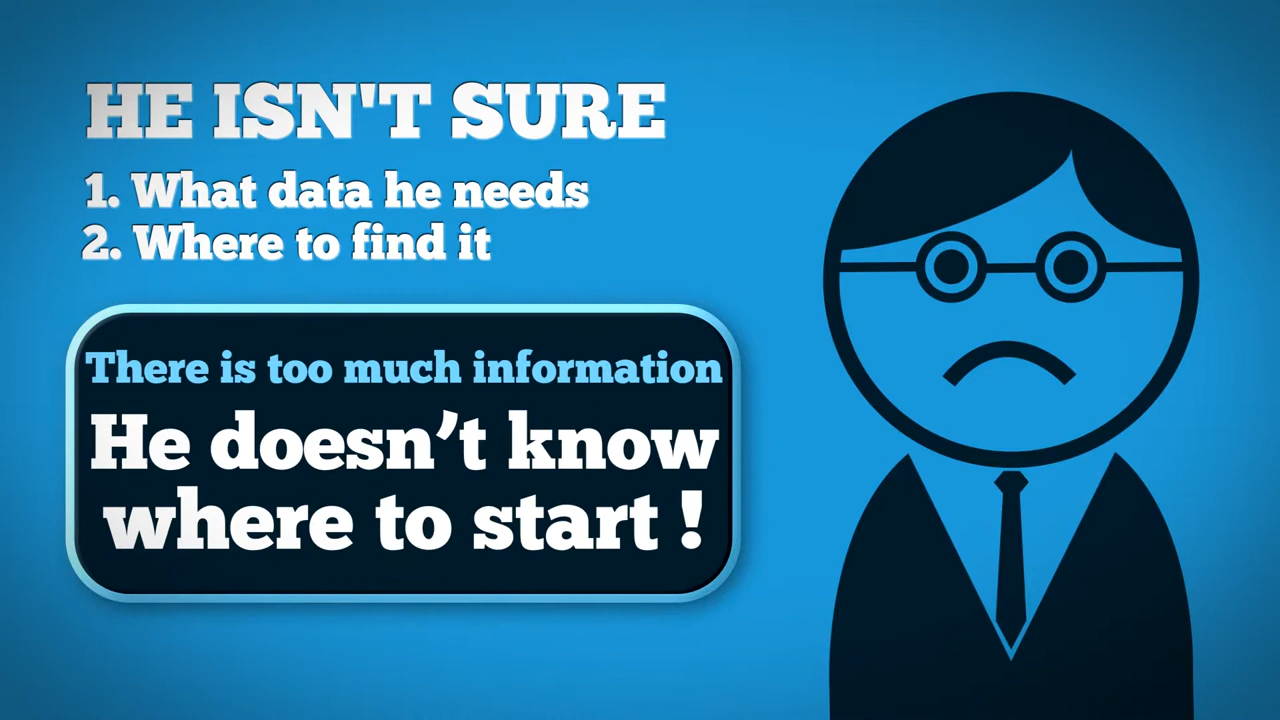 HE ISN'T SURE
1. What data he needs
2. Where to find it
There is too much information
He doesn’t know
where to start !